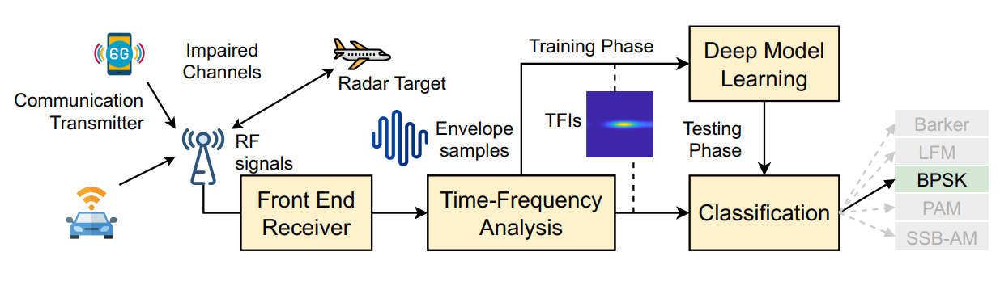 6G
Impaired
Channels
Communication
Transmitter
Radar Target
RF
signals
Envelope
samples
Front End
Receiver
Time-Frequency
Analysis
Training Phase
TFIs
Deep Model
Learning
Testing
Phase
Classification
Barker
LFM
BPSK
PAM
SSB-AM